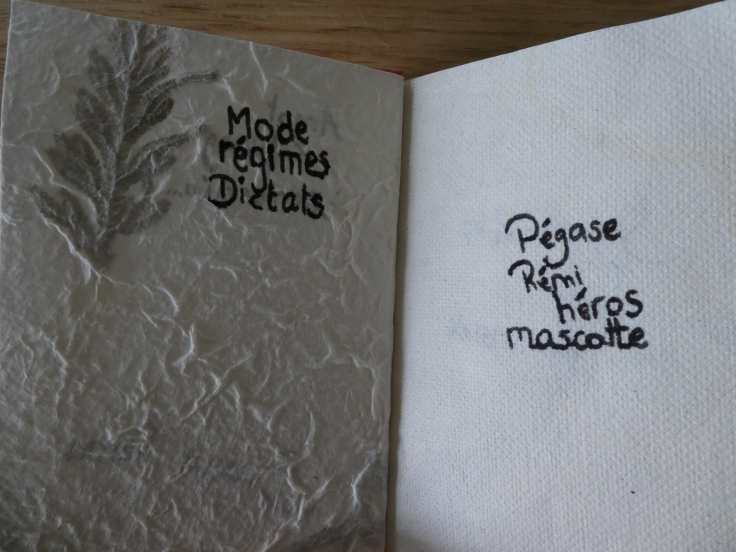 Mode
régimes
Dictats
Pégase
Rémi
héros
mascotte